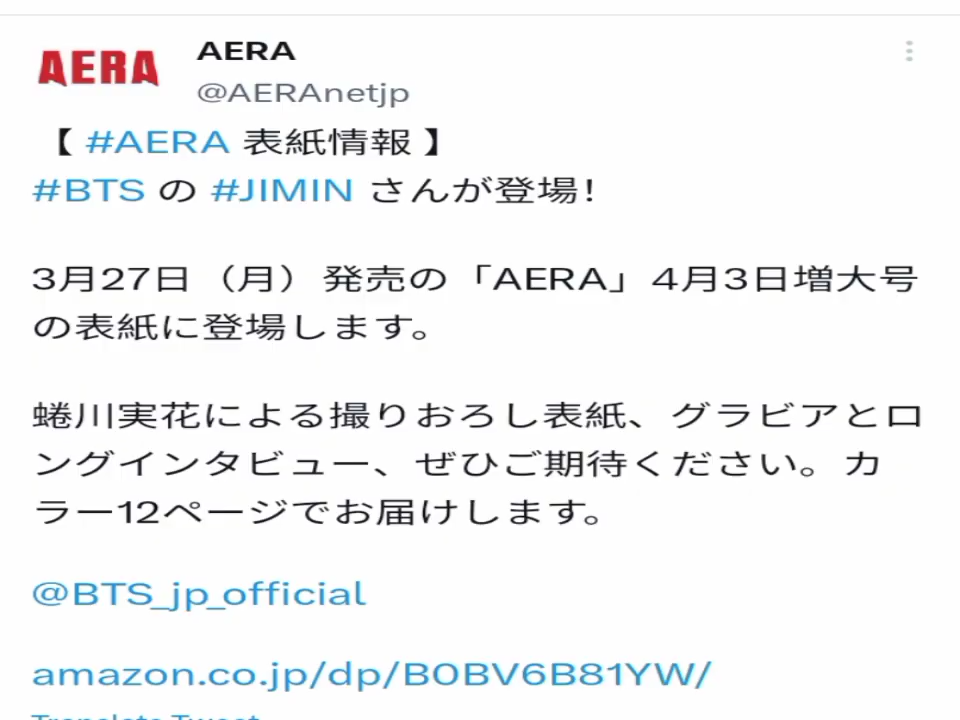 AERA
AERA
@AERAnetjp
【 #AERA 表紙情報 】
#BTS の #JIMIN さんが登場！
3月27日（月）発売の「AERA」4月3日増大号
の表紙に登場します。
蜷川実花による撮りおろし表紙、グラビアとロ
ングインタビュー、ぜひご期待ください。カ
ラー12ページでお届けします。
@BTS_jp_official
amazon.co.jp/dp/B0BV6B81YW/
Translate Tweet